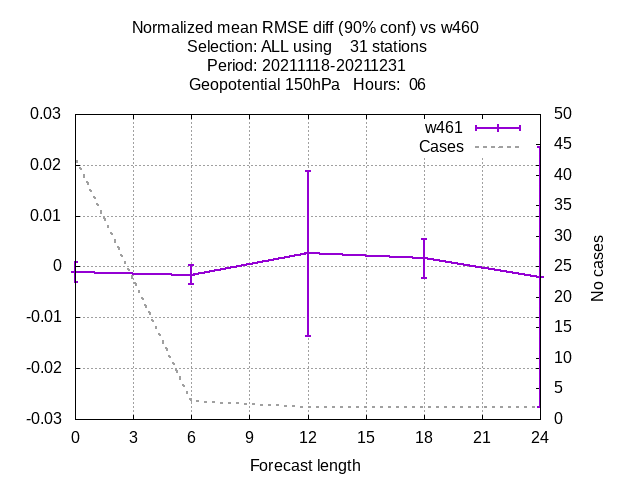 Normalized mean RMSE diff (90% conf) vs w460
Selection: ALL using    31 stations
Period: 20211118-20211231
Geopotential 150hPa   Hours:  06
w461
Cases
0.03
0.02
0.01
0
-0.01
-0.02
-0.03
50
45
40
35
30
25
20
15
10
5
0
No cases
0 3 6 9 12 15 18 21 24
Forecast length